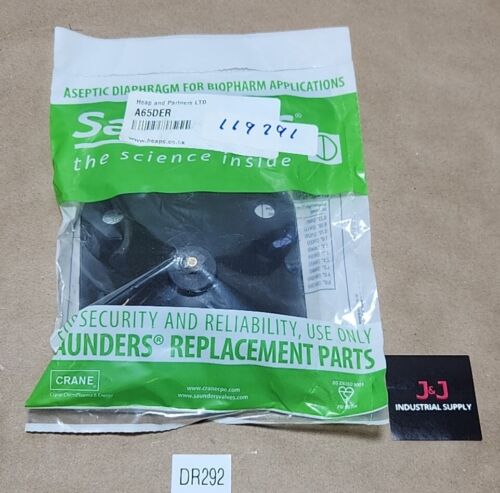 ASEPTIC DIAPHRAGM FOR BIOPHARM APPLICATIONS
Heap and Partners LTD
A65DER
119291
www.heaps.co.uk
the science inside
SECURITY AND RELIABILITY, USE ONLY
AUNDERS® REPLACEMENT PARTS
CRANE
www.cranecpe.com
www.saundersvalves.com
J&J
INDUSTRIAL SUPPLY
DR292